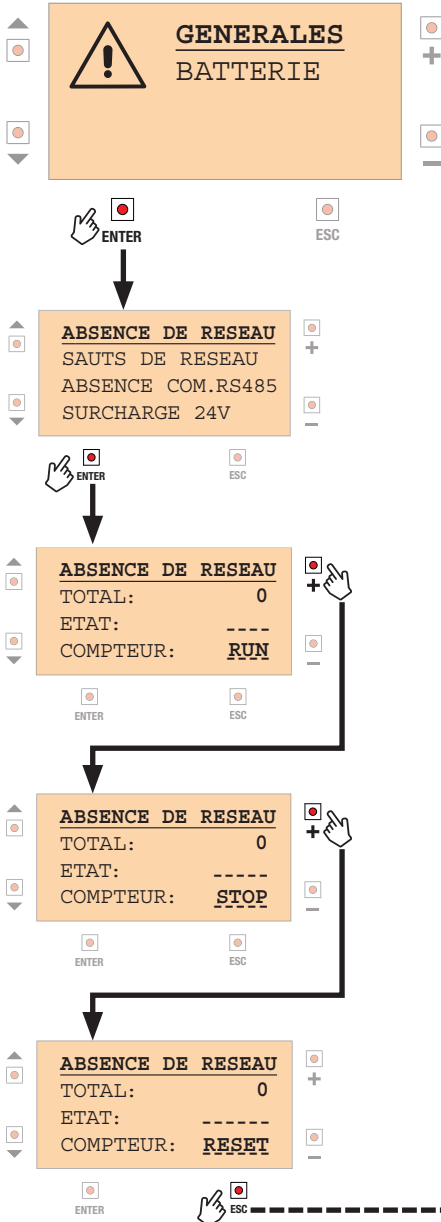 GENERALES
BATTERIE
+
−
ENTER
ESC
ABSENCE DE RESEAU
SAUTS DE RESEAU
ABSENCE COM.RS485
SURCHARGE 24V
+
−
ENTER
ESC
ABSENCE DE RESEAU
TOTAL: 0
ETAT: ----
COMPTEUR: RUN
+
−
ENTER
ESC
ABSENCE DE RESEAU
TOTAL: 0
ETAT: -----
COMPTEUR: STOP
+
−
ENTER
ESC
ABSENCE DE RESEAU
TOTAL: 0
ETAT: ------
COMPTEUR: RESET
+
−
ENTER
ESC